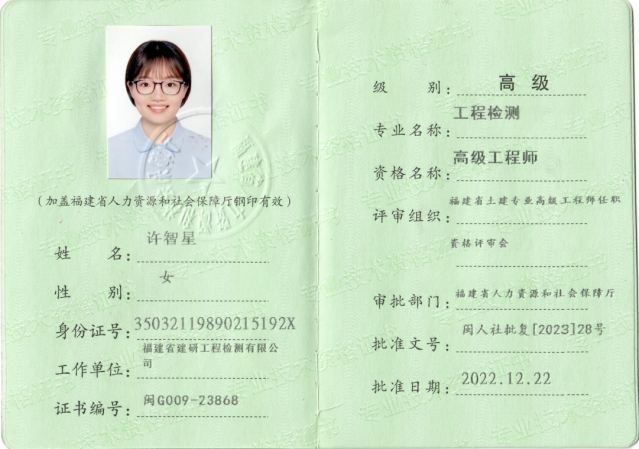 (加盖福建省人力资源和社会保障厅钢印有效)
姓 名: 许智星
性 别: 女
身份证号: 35032119890215192X
工作单位: 福建省建研工程检测有限公
司
证书编号: 闽G009-23868
级 别: 高 级
专业名称: 工程检测
资格名称: 高级工程师
评审组织: 福建省土建专业高级工程师任职
资格评审会
审批部门: 福建省人力资源和社会保障厅
批准文号: 闽人社批复[2023]28号
批准日期: 2022.12.22